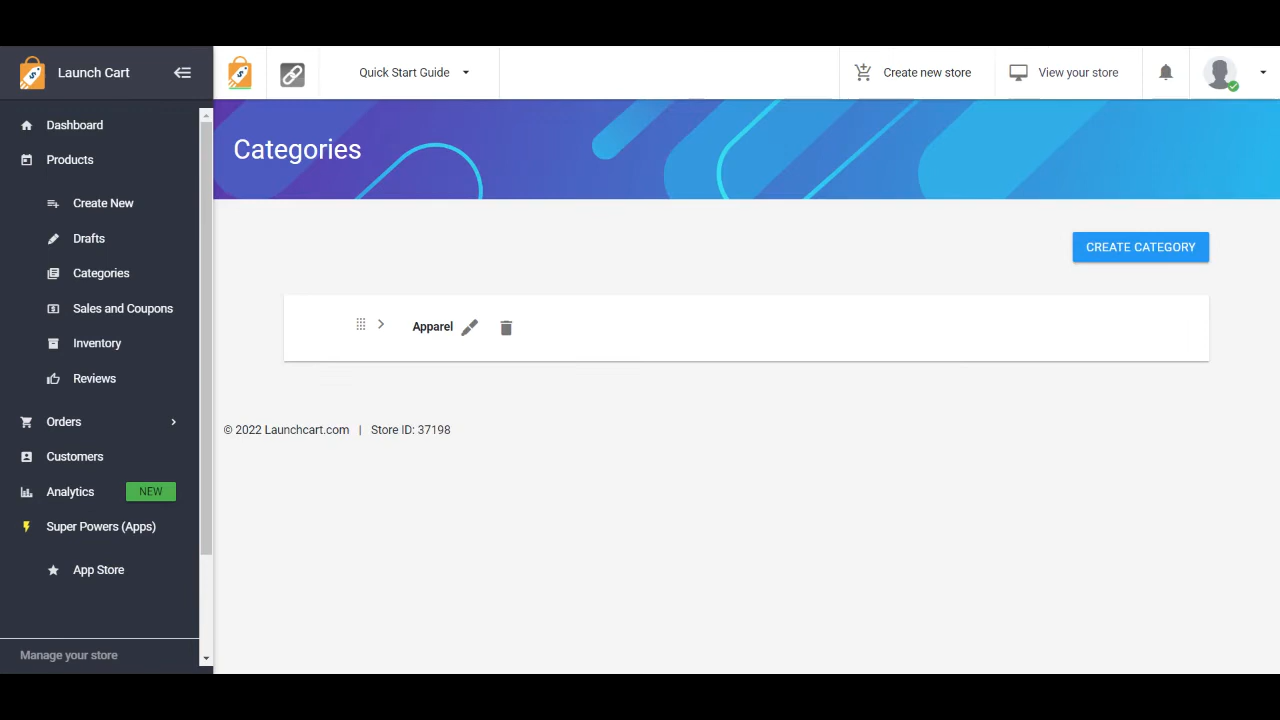 Launch Cart
Quick Start Guide
Create new store
View your store
Dashboard
Products
Create New
Drafts
Categories
Sales and Coupons
Inventory
Reviews
Orders
Customers
Analytics NEW
Super Powers (Apps)
App Store
Manage your store
Categories
CREATE CATEGORY
Apparel
© 2022 Launchcart.com | Store ID: 37198